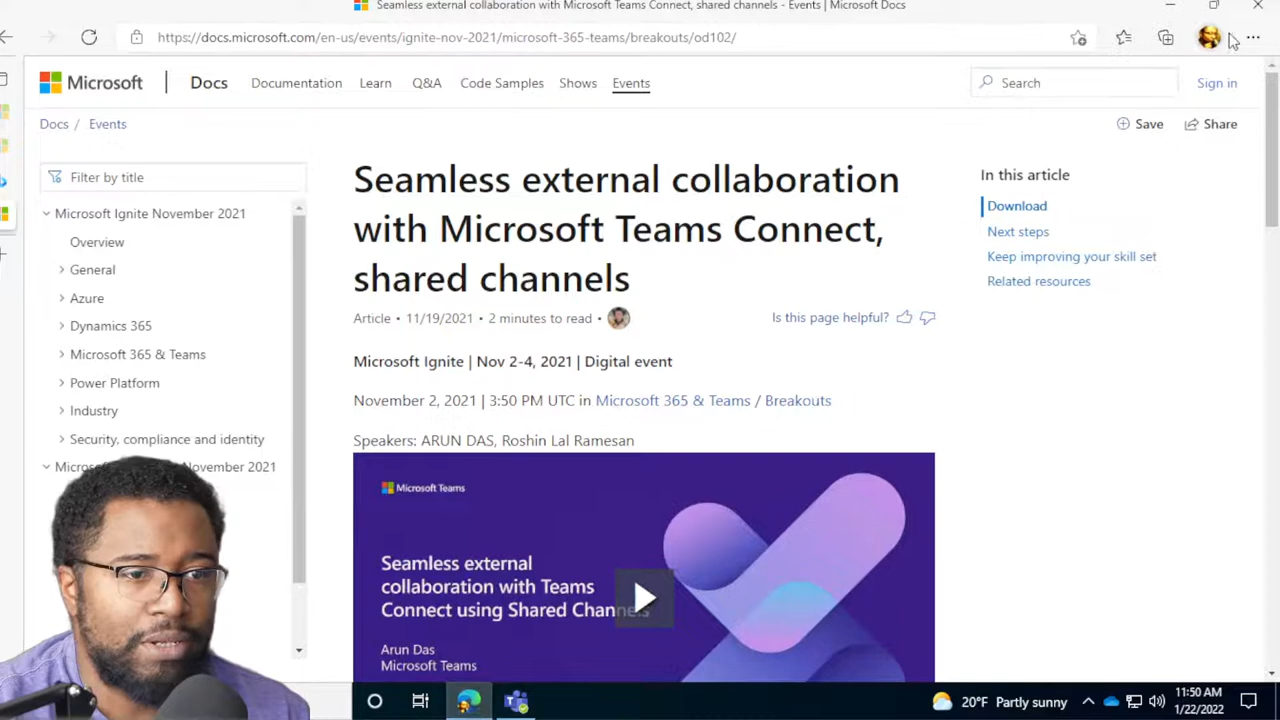 Seamless external collaboration with Microsoft Teams Connect, shared channels - Events | Microsoft Docs
https://docs.microsoft.com/en-us/events/ignite-nov-2021/microsoft-365-teams/breakouts/od102/
Microsoft
Docs
Documentation
Learn
Q&A
Code Samples
Shows
Events
Search
Sign in
Docs / Events
Save
Share
Filter by title
Microsoft Ignite November 2021
Overview
General
Azure
Dynamics 365
Microsoft 365 & Teams
Power Platform
Industry
Security, compliance and identity
November 2021
Seamless external collaboration
with Microsoft Teams Connect,
shared channels
Article • 11/19/2021 • 2 minutes to read •
Is this page helpful?
Microsoft Ignite | Nov 2-4, 2021 | Digital event
November 2, 2021 | 3:50 PM UTC in Microsoft 365 & Teams / Breakouts
Speakers: ARUN DAS, Roshin Lal Ramesan
Microsoft Teams
Seamless external
collaboration with Teams
Connect using Shared Channels
Arun Das
Microsoft Teams
In this article
Download
Next steps
Keep improving your skill set
Related resources
20°F Partly sunny
11:50 AM
1/22/2022